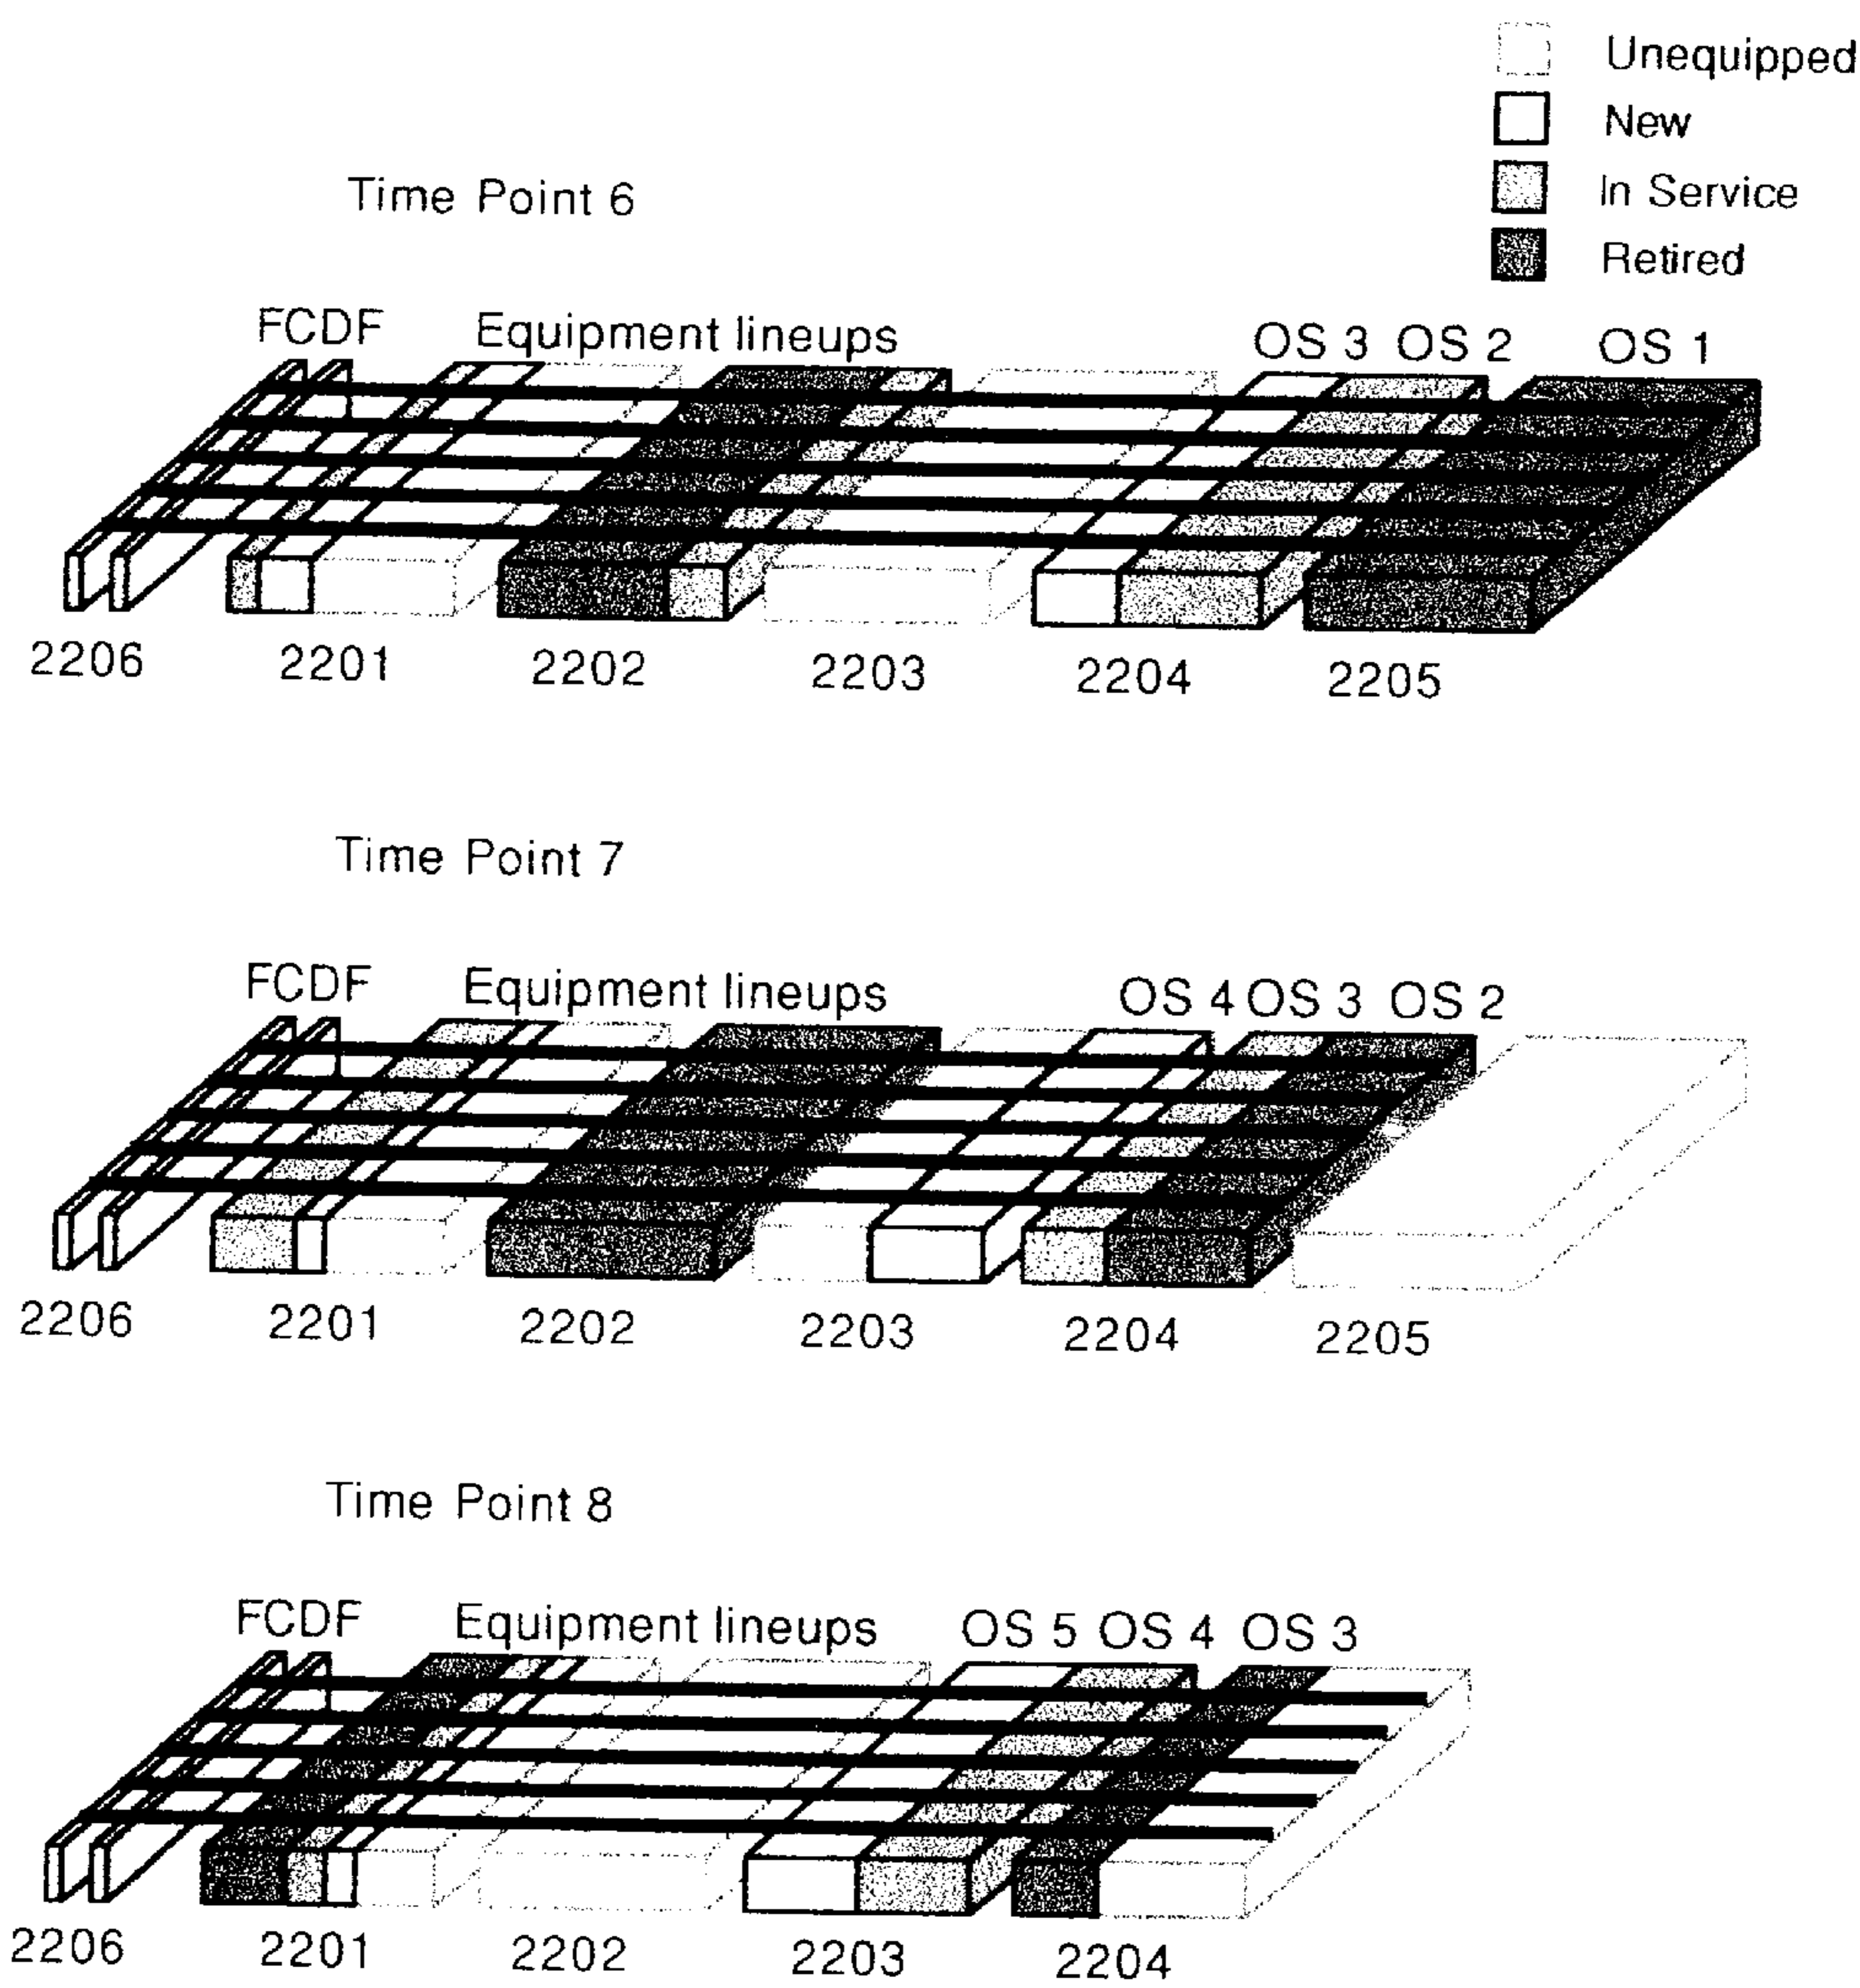 Unequipped
New
In Service
Retired
Time Point 6
FCDF Equipment lineups OS 3 OS 2 OS 1
2206 2201 2202 2203 2204 2205
Time Point 7
FCDF Equipment lineups OS 4 OS 3 OS 2
2206 2201 2202 2203 2204 2205
Time Point 8
FCDF Equipment lineups OS 5 OS 4 OS 3
2206 2201 2202 2203 2204